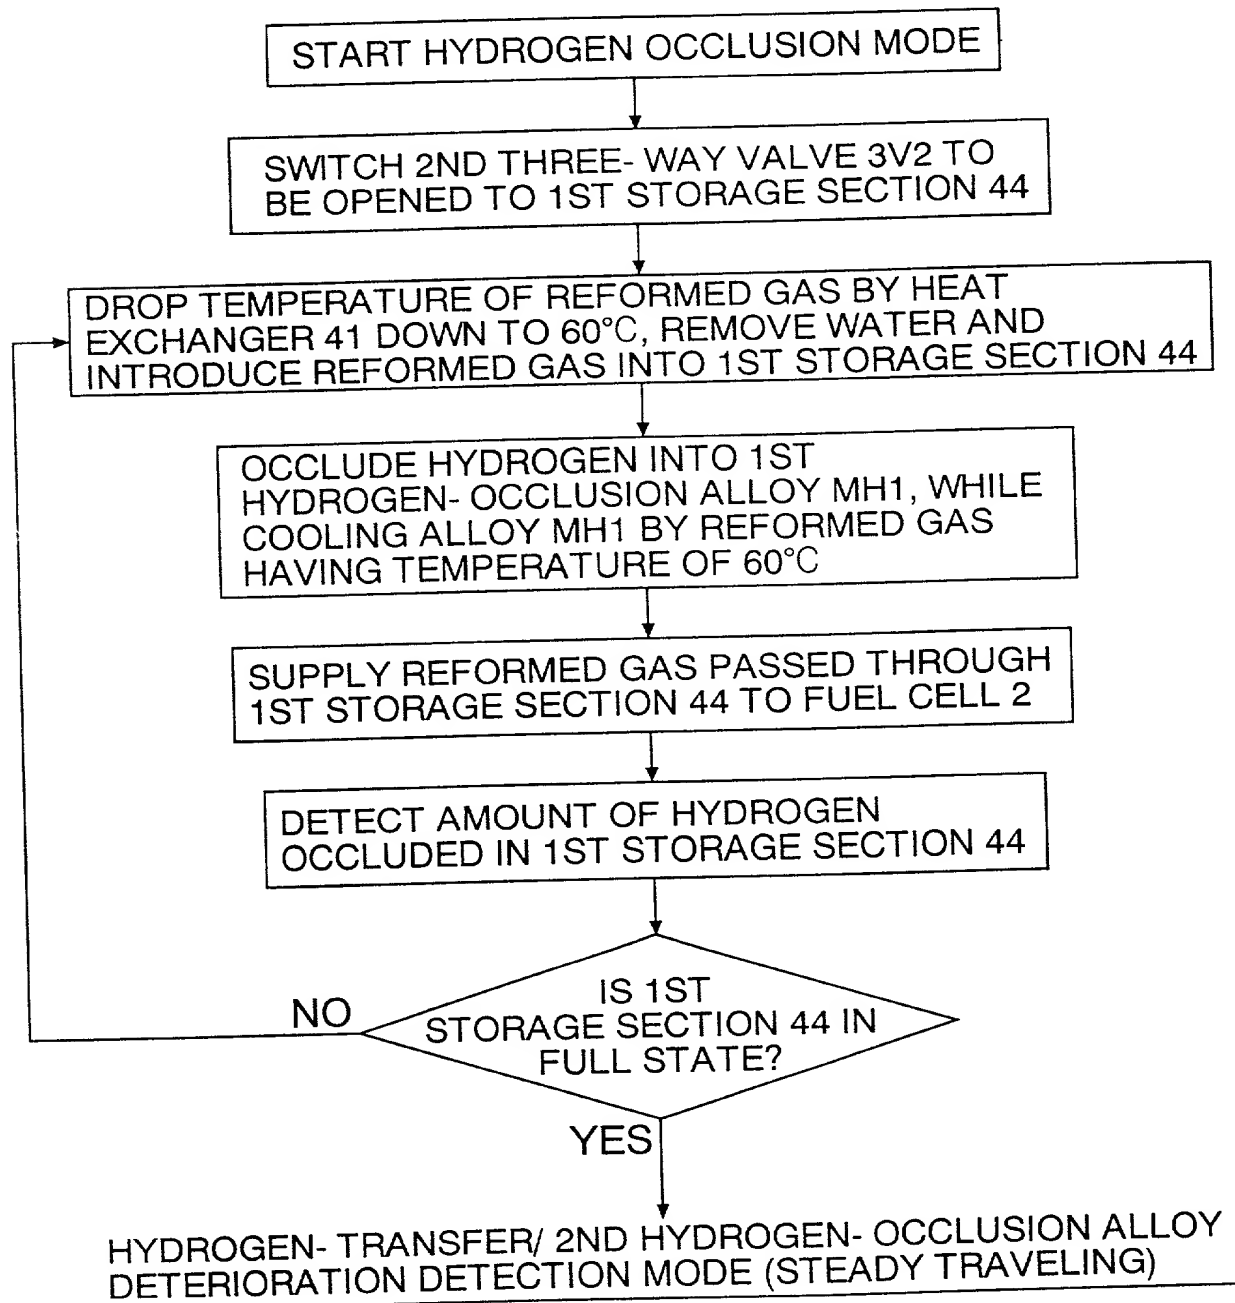 START HYDROGEN OCCLUSION MODE
SWITCH 2ND THREE- WAY VALVE 3V2 TO
BE OPENED TO 1ST STORAGE SECTION 44
DROP TEMPERATURE OF REFORMED GAS BY HEAT
EXCHANGER 41 DOWN TO 60°C, REMOVE WATER AND
INTRODUCE REFORMED GAS INTO 1ST STORAGE SECTION 44
OCCLUDE HYDROGEN INTO 1ST
HYDROGEN- OCCLUSION ALLOY MH1, WHILE
COOLING ALLOY MH1 BY REFORMED GAS
HAVING TEMPERATURE OF 60°C
SUPPLY REFORMED GAS PASSED THROUGH
1ST STORAGE SECTION 44 TO FUEL CELL 2
DETECT AMOUNT OF HYDROGEN
OCCLUDED IN 1ST STORAGE SECTION 44
IS 1ST
STORAGE SECTION 44 IN
FULL STATE?
NO
YES
HYDROGEN- TRANSFER/ 2ND HYDROGEN- OCCLUSION ALLOY
DETERIORATION DETECTION MODE (STEADY TRAVELING)